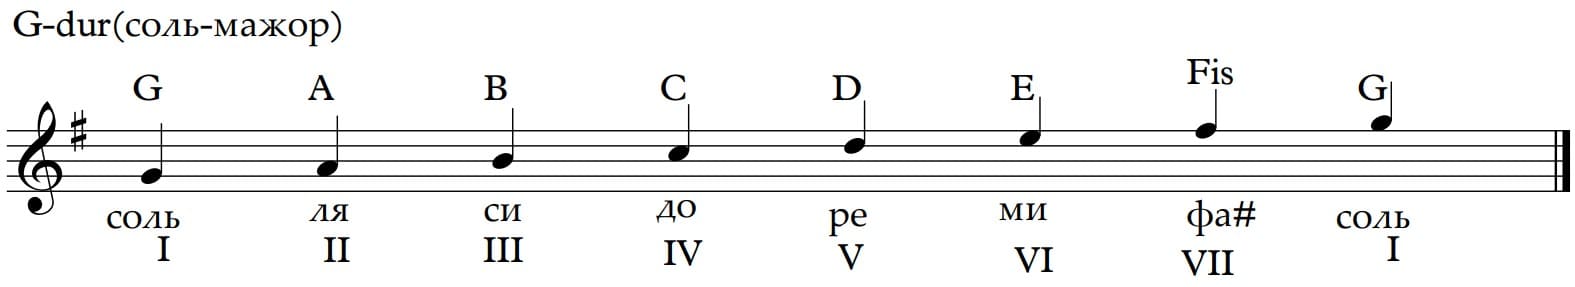 G-dur(соль-мажор)
G A B C D E Fis G
соль ля си до ре ми фа# соль
I II III IV V VI VII I